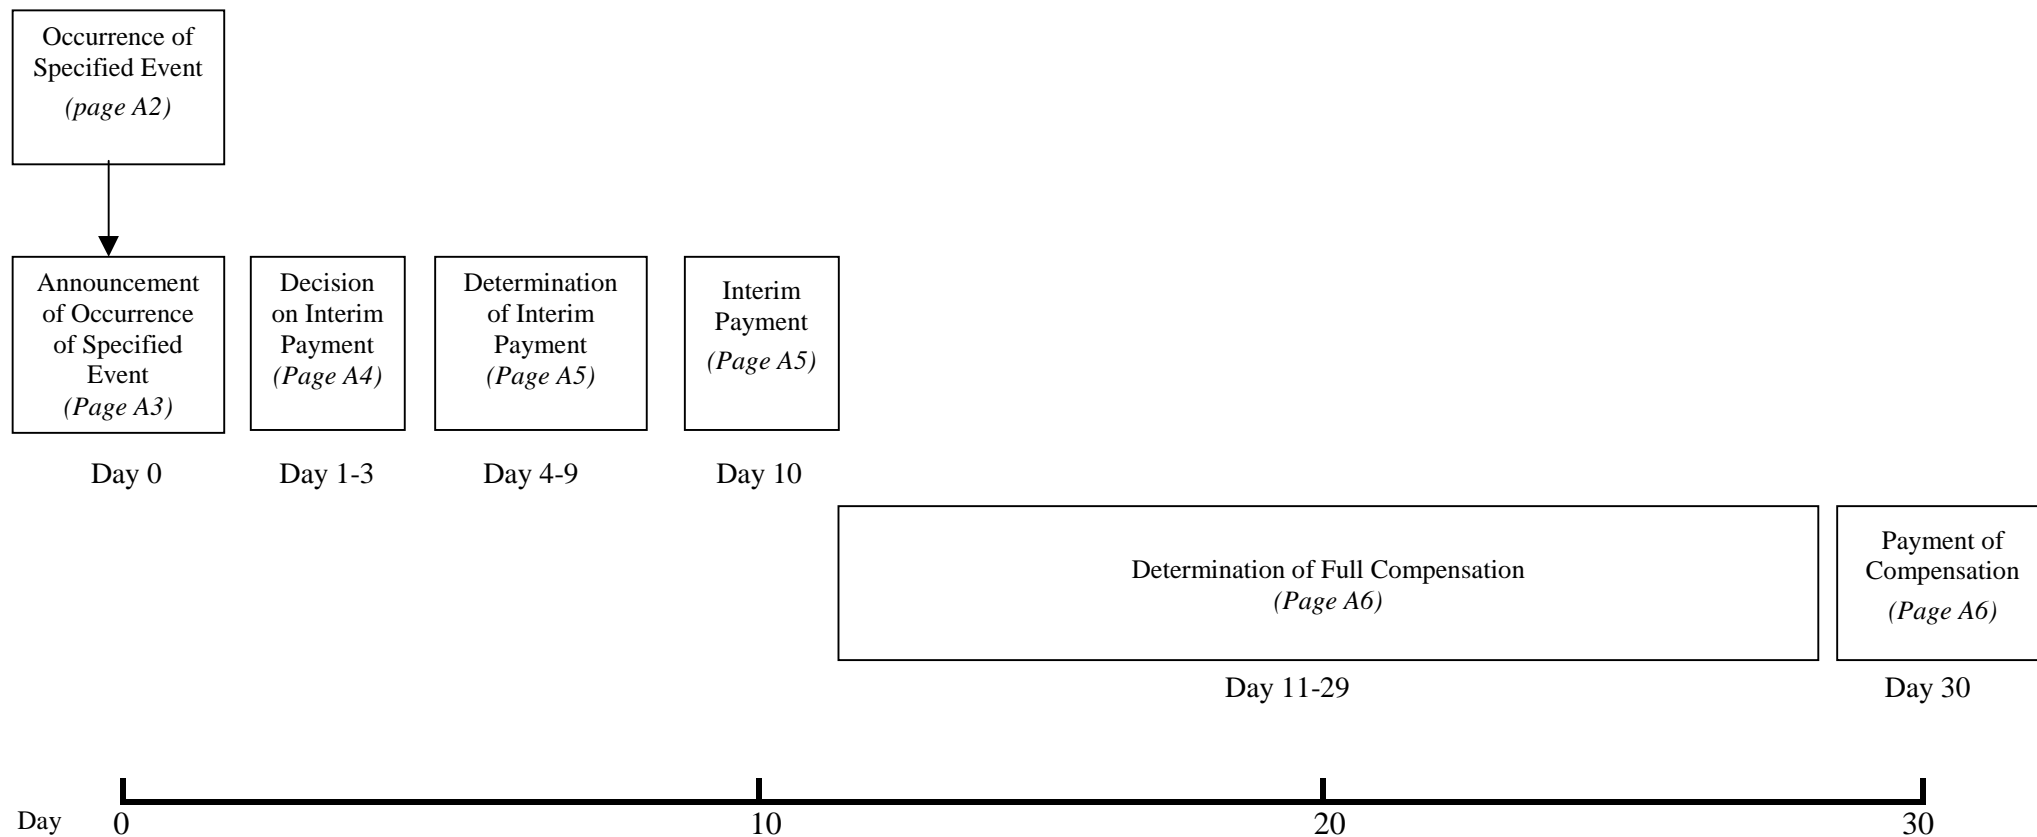 Occurrence of
Specified Event
(page A2)
Announcement
of Occurrence
of Specified
Event
(Page A3)
Day 0
Decision
on Interim
Payment
(Page A4)
Day 1-3
Determination
of Interim
Payment
(Page A5)
Day 4-9
Interim
Payment
(Page A5)
Day 10
Determination of Full Compensation
(Page A6)
Day 11-29
Payment of
Compensation
(Page A6)
Day 30
Day 0 10 20 30